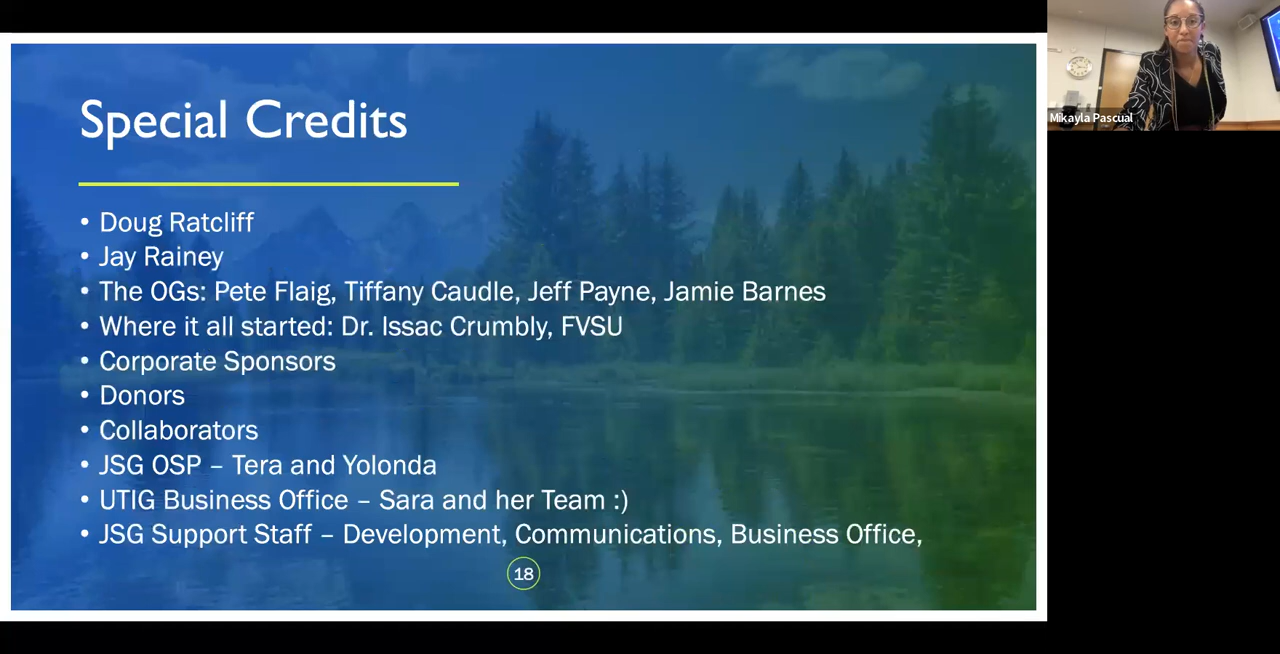 Special Credits
• Doug Ratcliff
• Jay Rainey
• The OGs: Pete Flaig, Tiffany Caudle, Jeff Payne, Jamie Barnes
• Where it all started: Dr. Issac Crumbly, FVSU
• Corporate Sponsors
• Donors
• Collaborators
• JSG OSP – Tera and Yolonda
• UTIG Business Office – Sara and her Team :)
• JSG Support Staff – Development, Communications, Business Office,
18
Mikayla Pascual